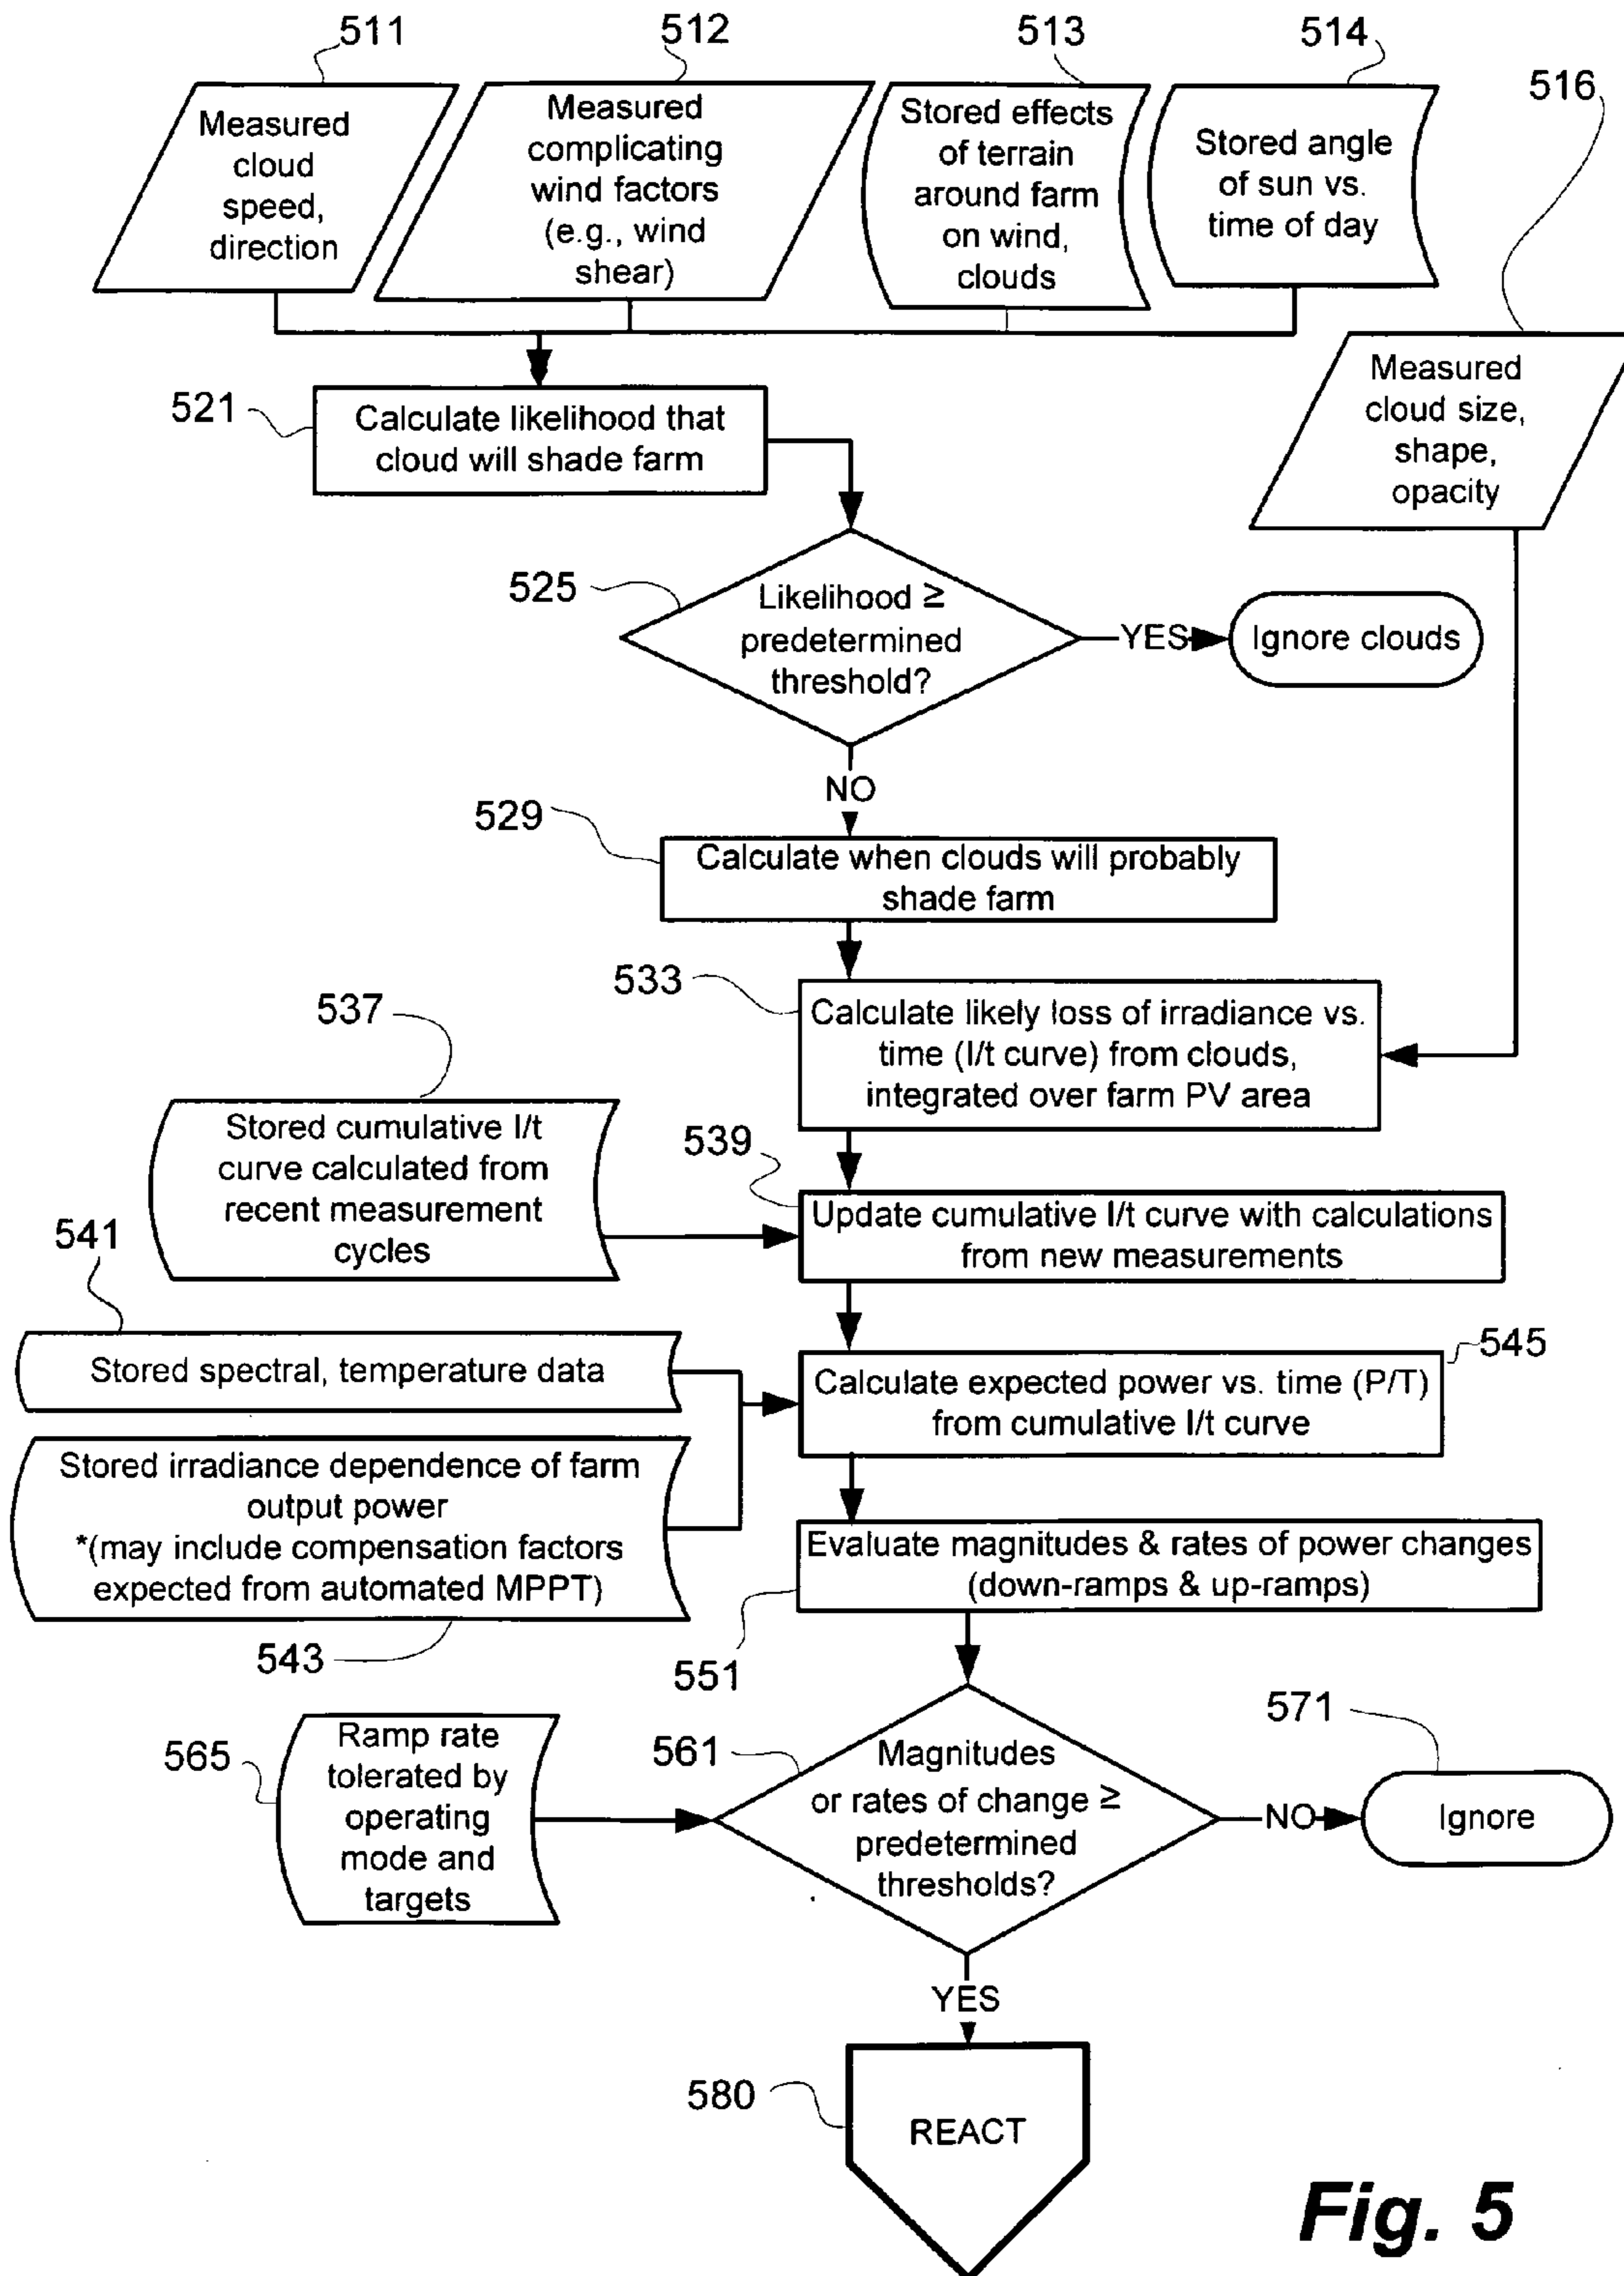 511
512
513
514
516
Measured
cloud
speed,
direction
Measured
complicating
wind factors
(e.g., wind
shear)
Stored effects
of terrain
around farm
on wind,
clouds
Stored angle
of sun vs.
time of day
Measured
cloud size,
shape,
opacity
521
Calculate likelihood that
cloud will shade farm
525
Likelihood ≥
predetermined
threshold?
YES
Ignore clouds
NO
529
Calculate when clouds will probably
shade farm
533
Calculate likely loss of irradiance vs.
time (I/t curve) from clouds,
integrated over farm PV area
537
Stored cumulative I/t
curve calculated from
recent measurement
cycles
539
Update cumulative I/t curve with calculations
from new measurements
541
Stored spectral, temperature data
545
Calculate expected power vs. time (P/T)
from cumulative I/t curve
Stored irradiance dependence of farm
output power
*(may include compensation factors
expected from automated MPPT)
543
Evaluate magnitudes & rates of power changes
(down-ramps & up-ramps)
551
565
Ramp rate
tolerated by
operating
mode and
targets
561
Magnitudes
or rates of change ≥
predetermined
thresholds?
NO
571
Ignore
YES
580
REACT
Fig. 5